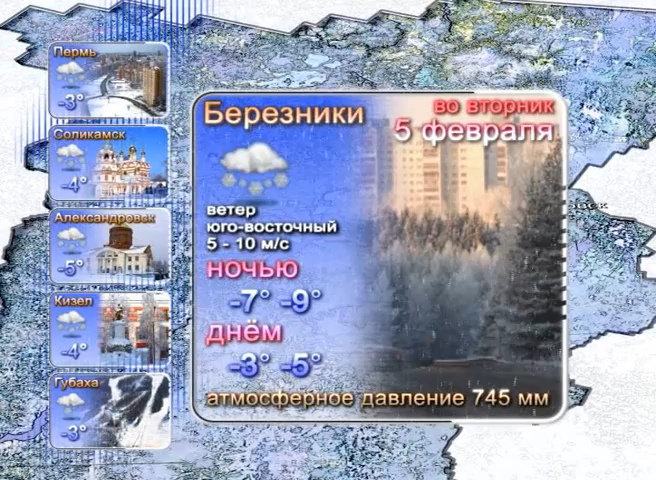 Пермь
-3°
Соликамск
-4°
Александровск
-5°
Кизел
-4°
Губаха
-3°
Березники
во вторник
5 февраля
ветер
юго-восточный
5 - 10 м/с
ночью
-7° -9°
днём
-3° -5°
атмосферное давление 745 мм